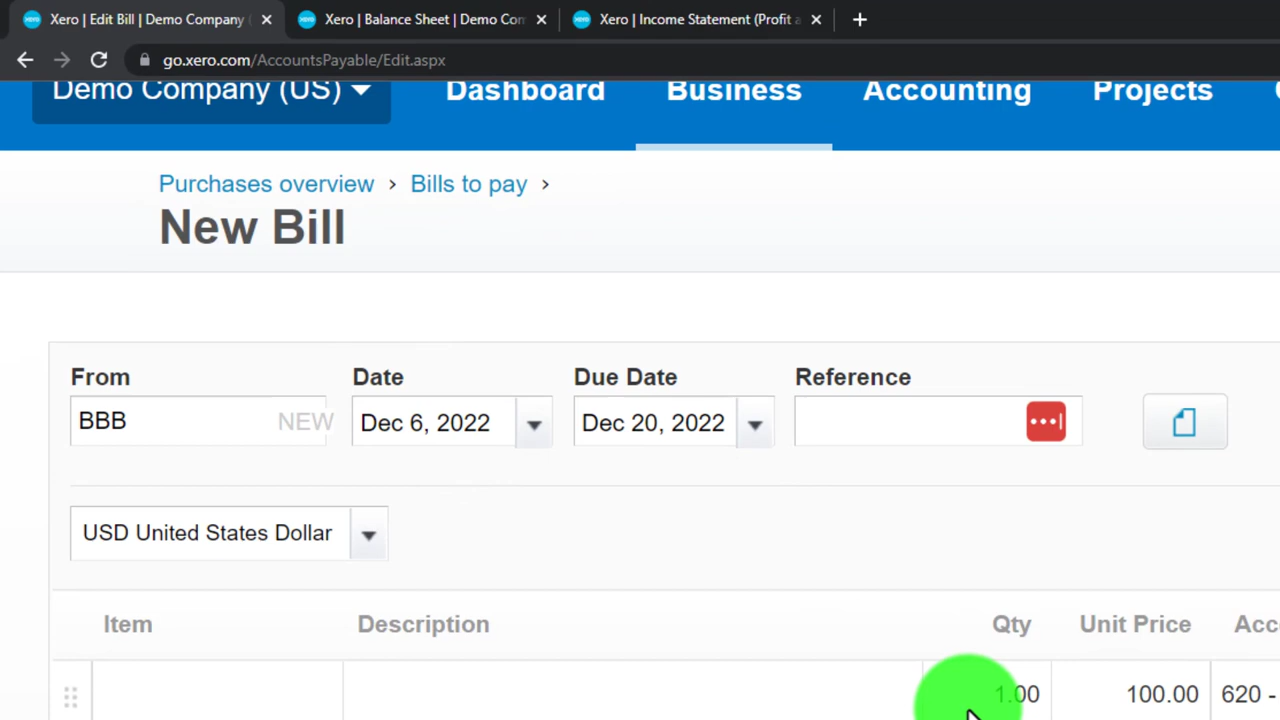 Xero | Edit Bill | Demo Company (
Xero | Balance Sheet | Demo Com
Xero | Income Statement (Profit a
go.xero.com/AccountsPayable/Edit.aspx
Demo Company (US) Dashboard Business Accounting Projects
Purchases overview › Bills to pay ›
New Bill
From Date Due Date Reference
BBB NEW Dec 6, 2022 Dec 20, 2022
USD United States Dollar
Item Description Qty Unit Price Acc
1.00 100.00 620 -